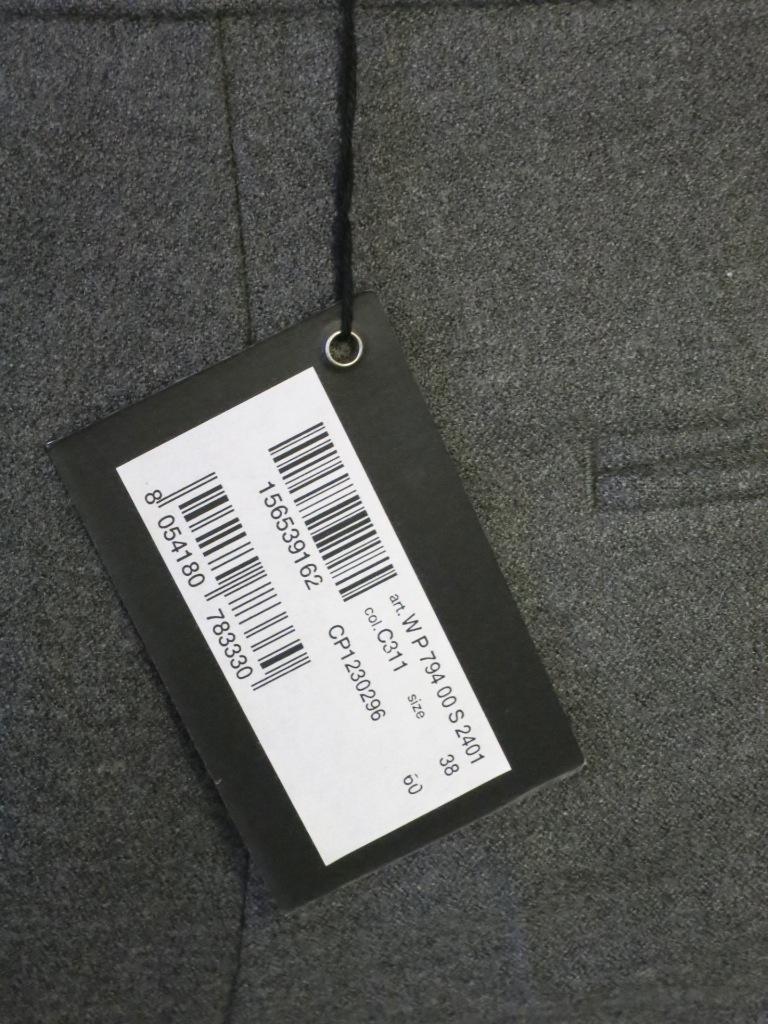 156539162
8 054180 783330
art. W P 794 00 S 2401
col. C311 size 38
CP1230296 60